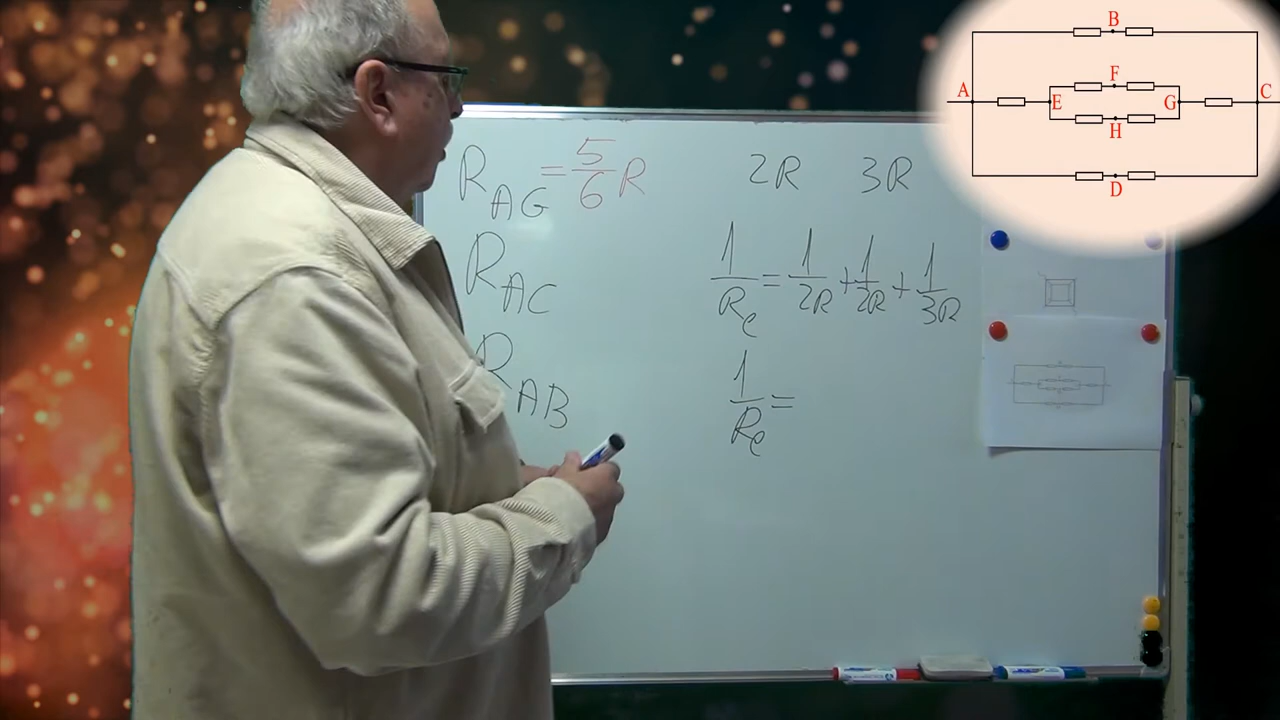 R_AG = 5/6 R
R_AC
R_AB
2R 3R
1/R_e = 1/2R + 1/2R + 1/3R
1/R_e =
B
F
A E G C
H
D